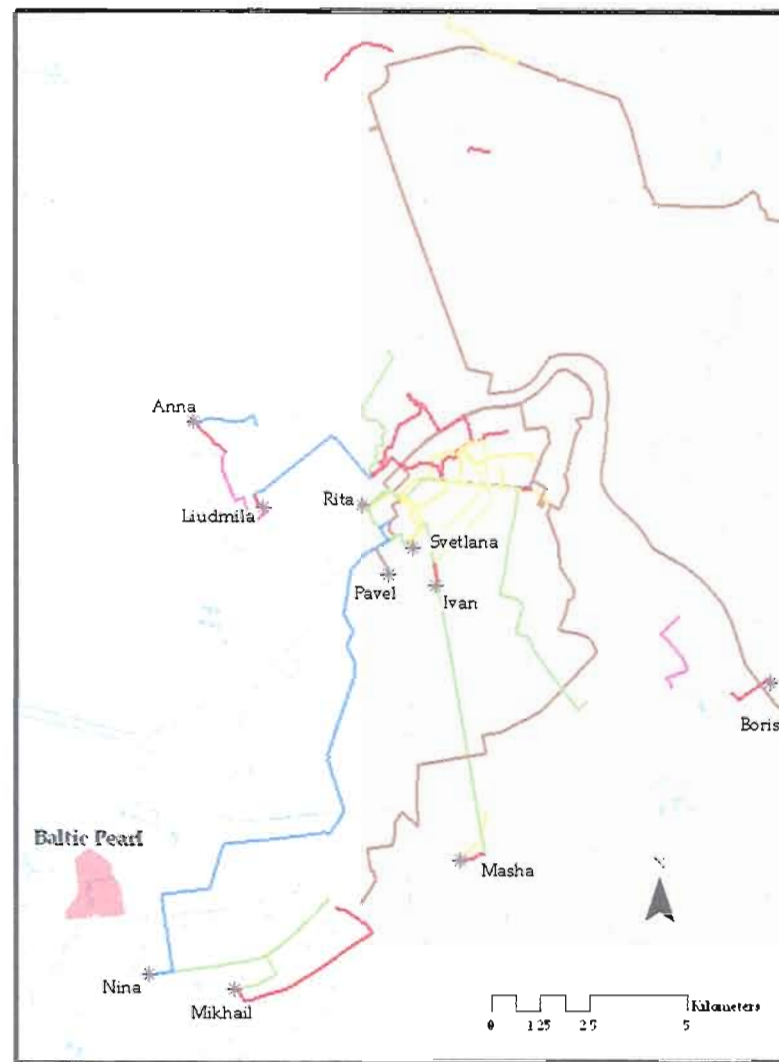 Anna
Liudmila
Rita
Svetlana
Pavel
Ivan
Boris
Baltic Pearl
Masha
N
Nina
Mikhail
Kilometers
0 1.25 2.5 5